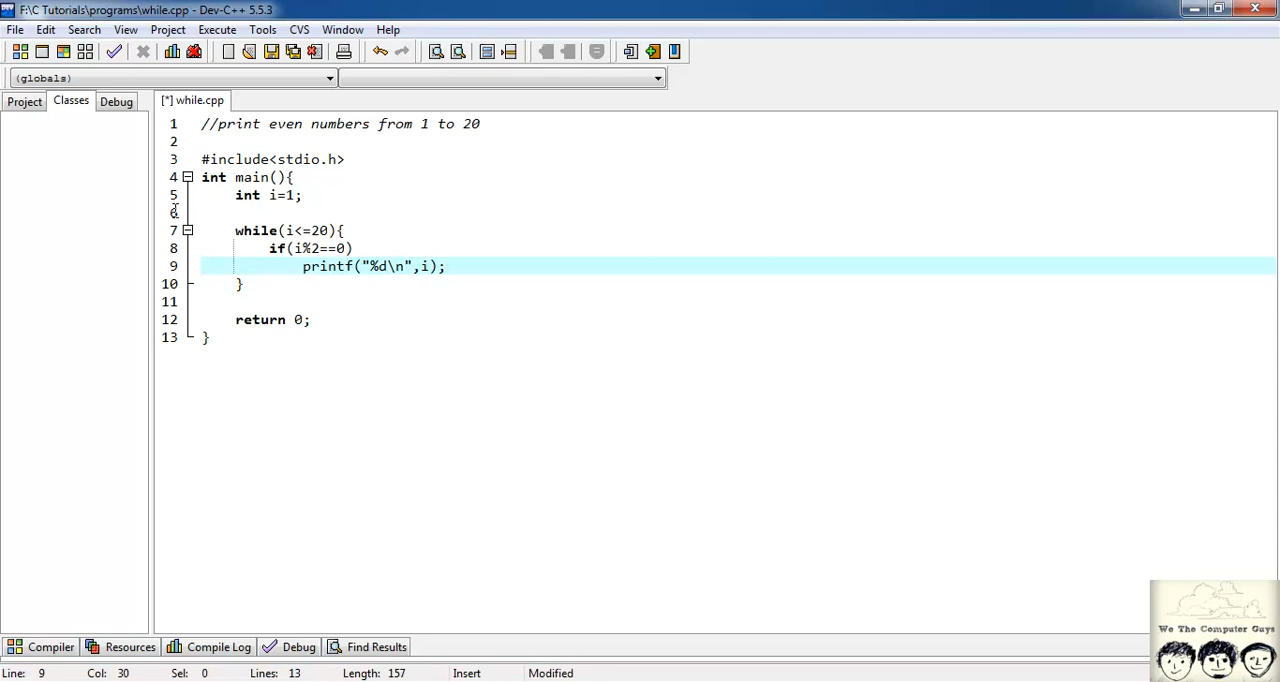 F:\C Tutorials\programs\while.cpp - Dev-C++ 5.5.3
File Edit Search View Project Execute Tools CVS Window Help
(globals)
Project Classes Debug [*] while.cpp
1 //print even numbers from 1 to 20
2
3 #include<stdio.h>
4 int main(){
5 int i=1;
6
7 while(i<=20){
8 if(i%2==0)
9 printf("%d\n",i);
10 }
11
12 return 0;
13 }
We The Computer Guys
Compiler Resources Compile Log Debug Find Results
Line: 9 Col: 30 Sel: 0 Lines: 13 Length: 157 Insert Modified